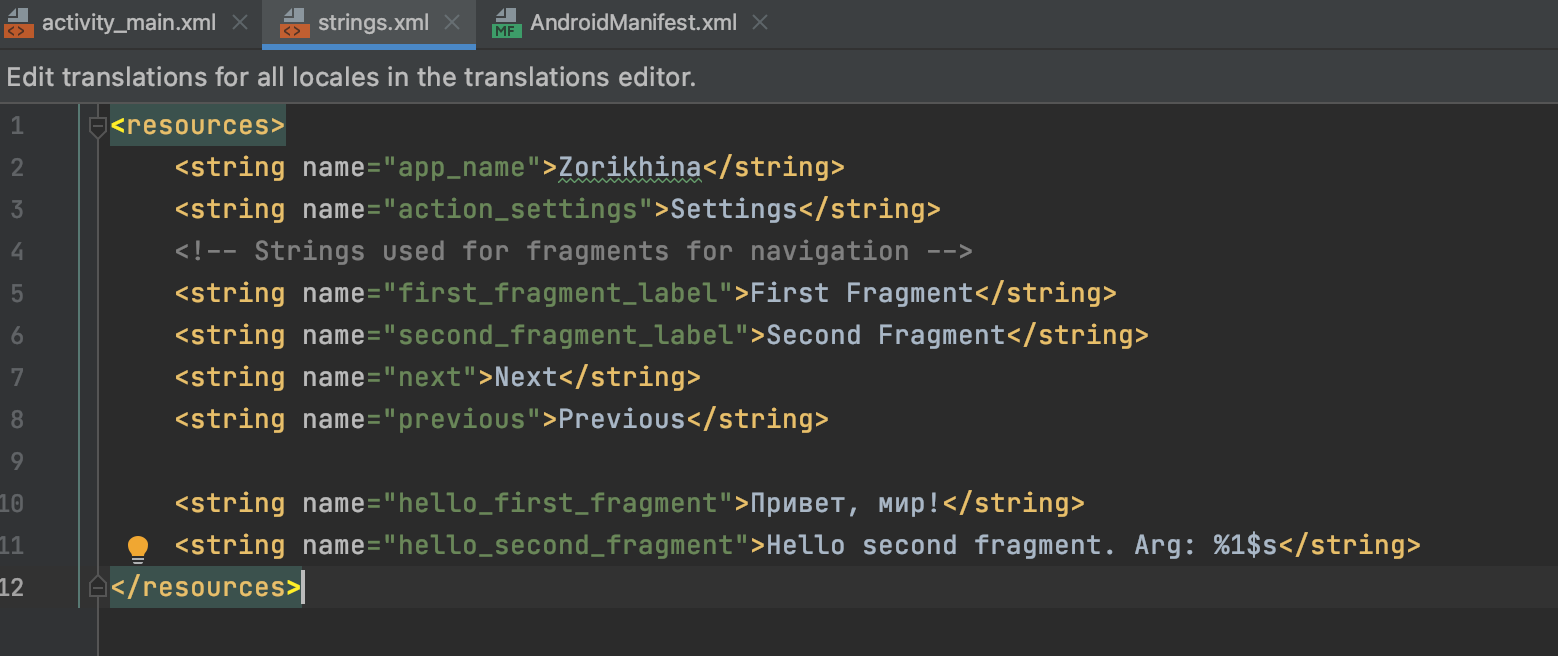 activity_main.xml strings.xml MF AndroidManifest.xml
Edit translations for all locales in the translations editor.
1 <resources>
2 <string name="app_name">Zorikhina</string>
3 <string name="action_settings">Settings</string>
4 <!-- Strings used for fragments for navigation -->
5 <string name="first_fragment_label">First Fragment</string>
6 <string name="second_fragment_label">Second Fragment</string>
7 <string name="next">Next</string>
8 <string name="previous">Previous</string>
9
10 <string name="hello_first_fragment">Привет, мир!</string>
11 <string name="hello_second_fragment">Hello second fragment. Arg: %1$s</string>
12 </resources>